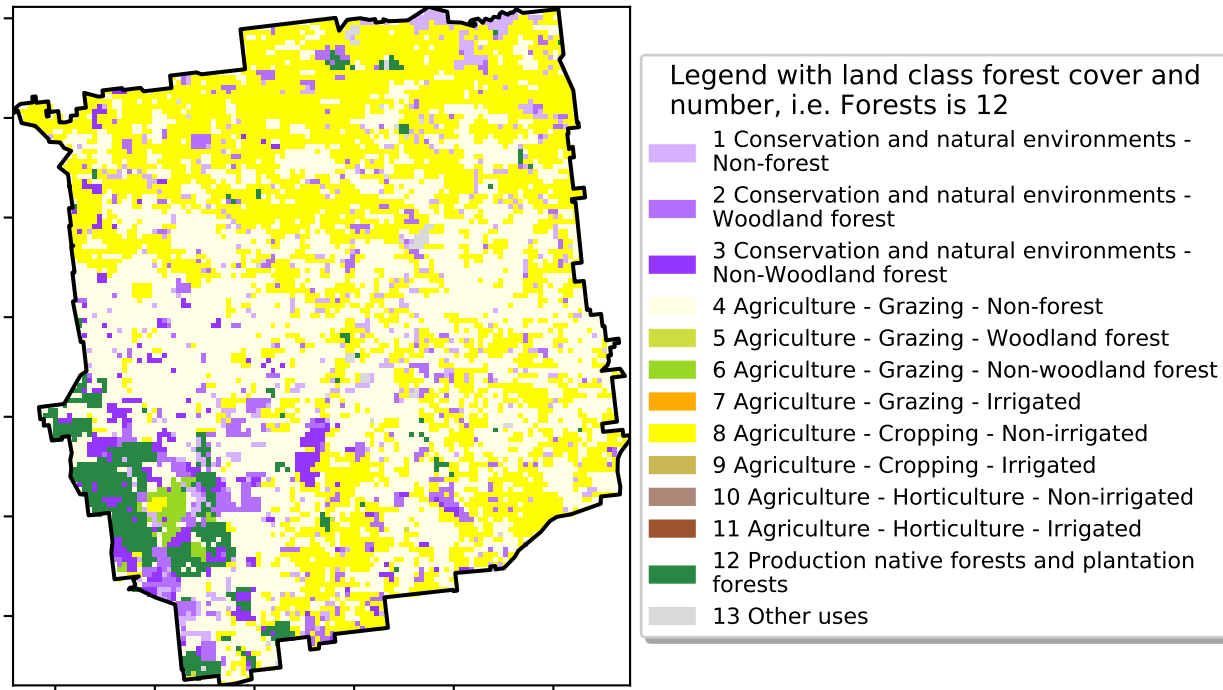 Legend with land class forest cover and
number, i.e. Forests is 12
1 Conservation and natural environments -
Non-forest
2 Conservation and natural environments -
Woodland forest
3 Conservation and natural environments -
Non-Woodland forest
4 Agriculture - Grazing - Non-forest
5 Agriculture - Grazing - Woodland forest
6 Agriculture - Grazing - Non-woodland forest
7 Agriculture - Grazing - Irrigated
8 Agriculture - Cropping - Non-irrigated
9 Agriculture - Cropping - Irrigated
10 Agriculture - Horticulture - Non-irrigated
11 Agriculture - Horticulture - Irrigated
12 Production native forests and plantation
forests
13 Other uses